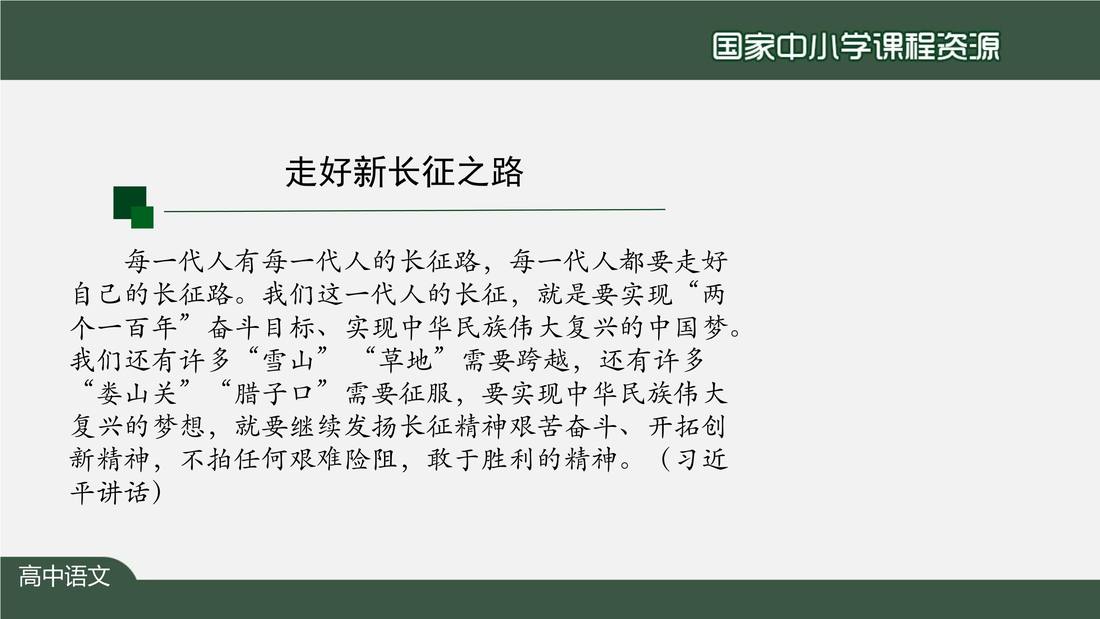 国家中小学课程资源
走好新长征之路
每一代人有每一代人的长征路，每一代人都要走好
自己的长征路。我们这一代人的长征，就是要实现“两
个一百年”奋斗目标、实现中华民族伟大复兴的中国梦。
我们还有许多“雪山” “草地”需要跨越，还有许多
“娄山关” “腊子口”需要征服，要实现中华民族伟大
复兴的梦想，就要继续发扬长征精神艰苦奋斗、开拓创
新精神，不拍任何艰难险阻，敢于胜利的精神。（习近
平讲话）
高中语文